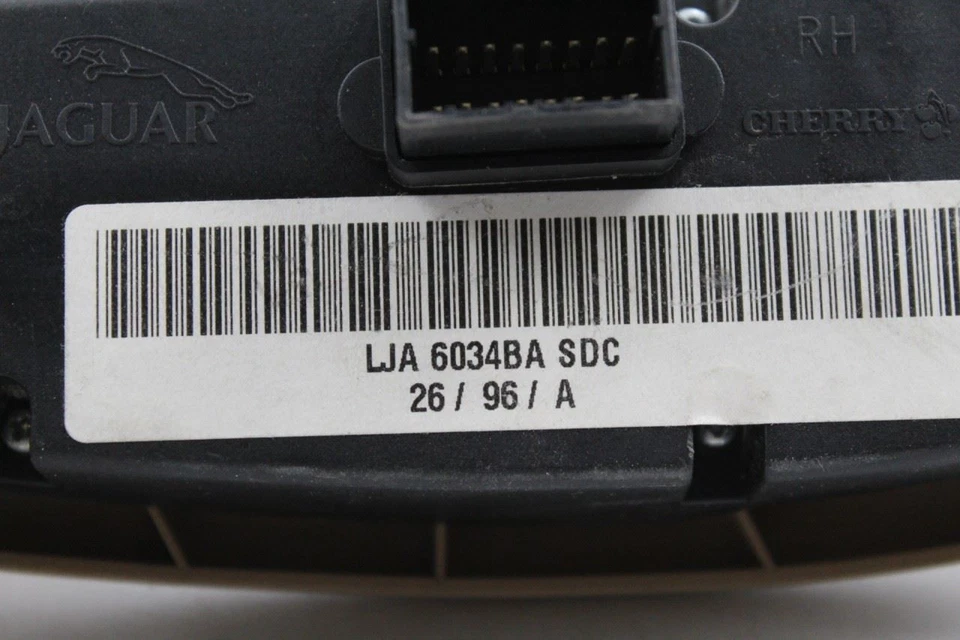 JAGUAR
RH
CHERRY
LJA 6034BA SDC
26/ 96/ A